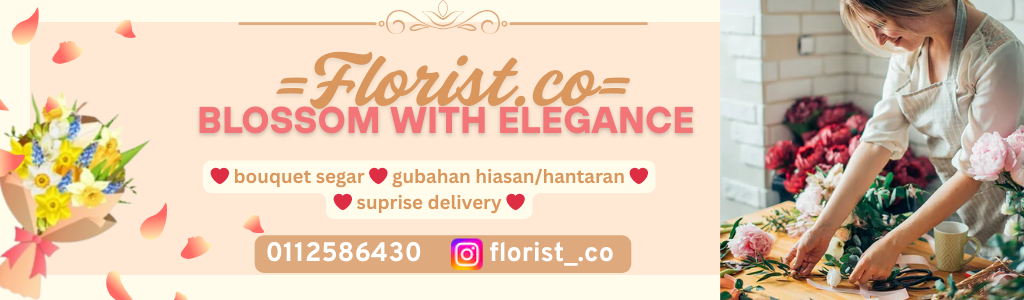 =Florist.co=
BLOSSOM WITH ELEGANCE
♥ bouquet segar ♥ gubahan hiasan/hantaran ♥
♥ suprise delivery ♥
0112586430 florist_.co